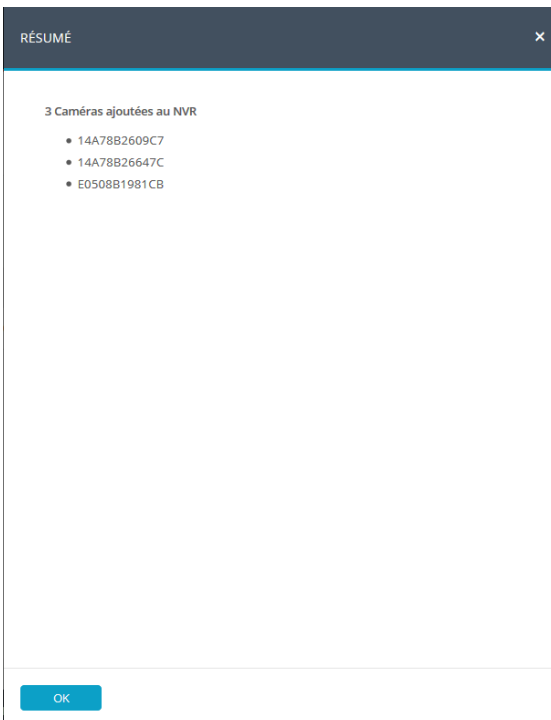 RÉSUMÉ
×
3 Caméras ajoutées au NVR
• 14A78B2609C7
• 14A78B26647C
• E0508B1981CB
OK